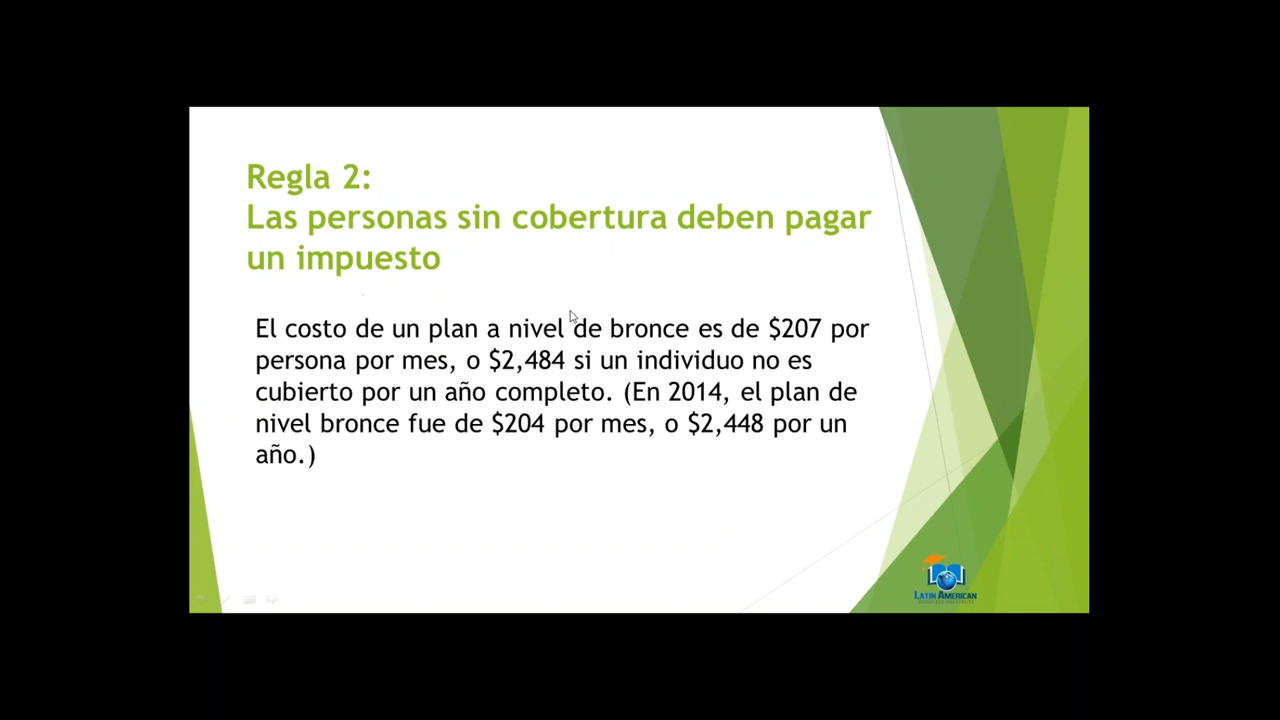 Regla 2:
Las personas sin cobertura deben pagar
un impuesto
El costo de un plan a nivel de bronce es de $207 por
persona por mes, o $2,484 si un individuo no es
cubierto por un año completo. (En 2014, el plan de
nivel bronce fue de $204 por mes, o $2,448 por un
año.)
LATIN AMERICAN